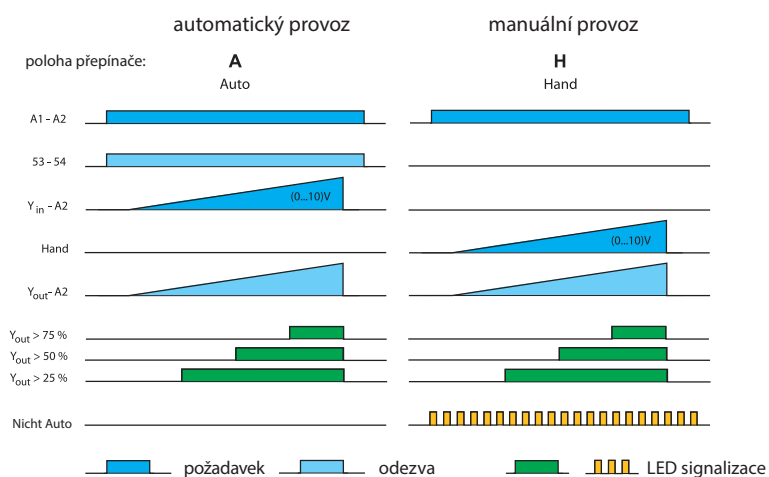 automatický provoz manuální provoz
poloha přepínače: A H
Auto Hand
A1 - A2
53 - 54
Y in - A2 (0...10)V
Hand (0...10)V
Yout- A2
Yout > 75 %
Yout > 50 %
Yout > 25 %
Nicht Auto
požadavek odezva LED signalizace